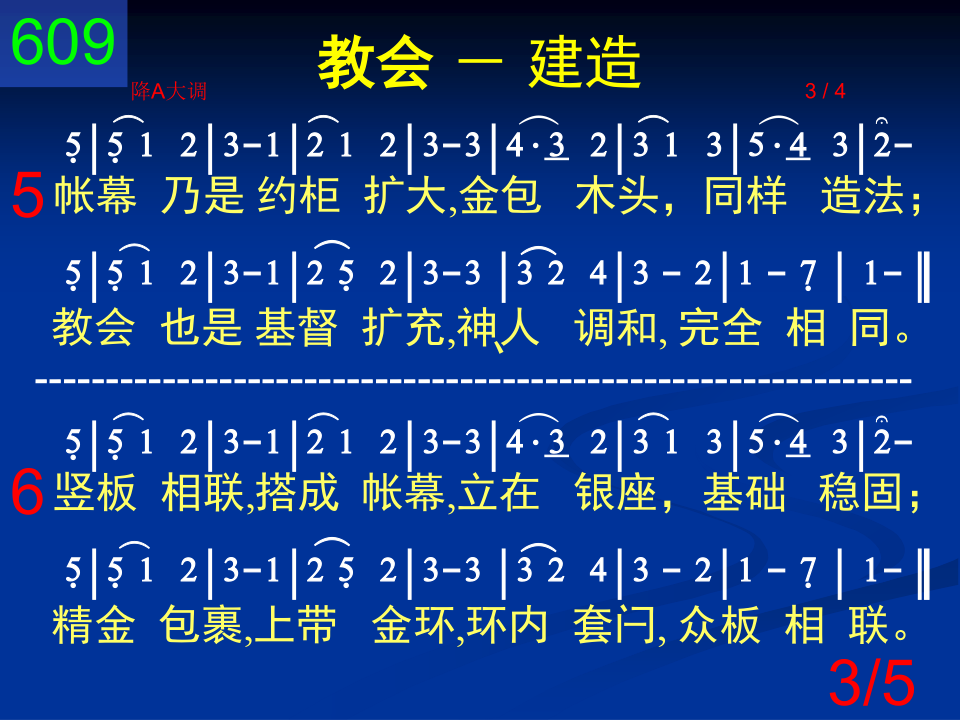 609
教会 － 建造
降A大调 3 / 4
5̣|5̣ 1 2|3-1|2 1 2|3-3|4·3 2|3 1 3|5·4 3|2-
5 帐幕 乃是 约柜 扩大,金包 木头，同样 造法；
5̣|5̣ 1 2|3-1|2 5̣ 2|3-3|3 2 4|3 - 2|1 - 7̣ | 1-‖
教会 也是 基督 扩充,神、人 调和, 完全 相 同。
--------------------------------------------------------------
5̣|5̣ 1 2|3-1|2 1 2|3-3|4·3 2|3 1 3|5·4 3|2-
6 竖板 相联,搭成 帐幕,立在 银座，基础 稳固；
5̣|5̣ 1 2|3-1|2 5̣ 2|3-3|3 2 4|3 - 2|1 - 7̣ | 1-‖
精金 包裹,上带 金环,环内 套闩, 众板 相 联。
3/5